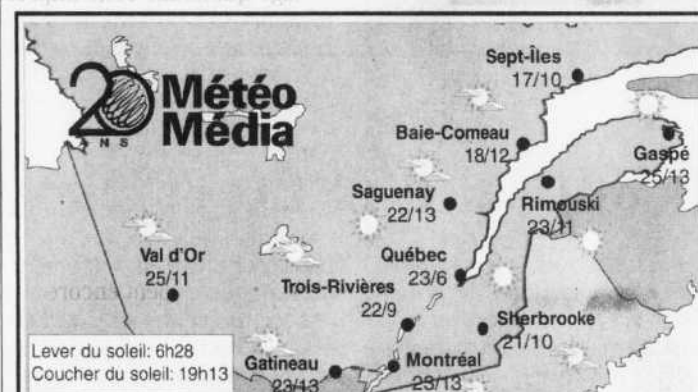 20
ANS
Météo
Média
Sept-Îles
17/10
Baie-Comeau
18/12
Gaspé
25/13
Saguenay
22/13
Rimouski
23/11
Val d'Or
25/11
Québec
23/6
Trois-Rivières
22/9
Sherbrooke
21/10
Lever du soleil: 6h28
Coucher du soleil: 19h13
Gatineau
23/13
Montréal
23/13